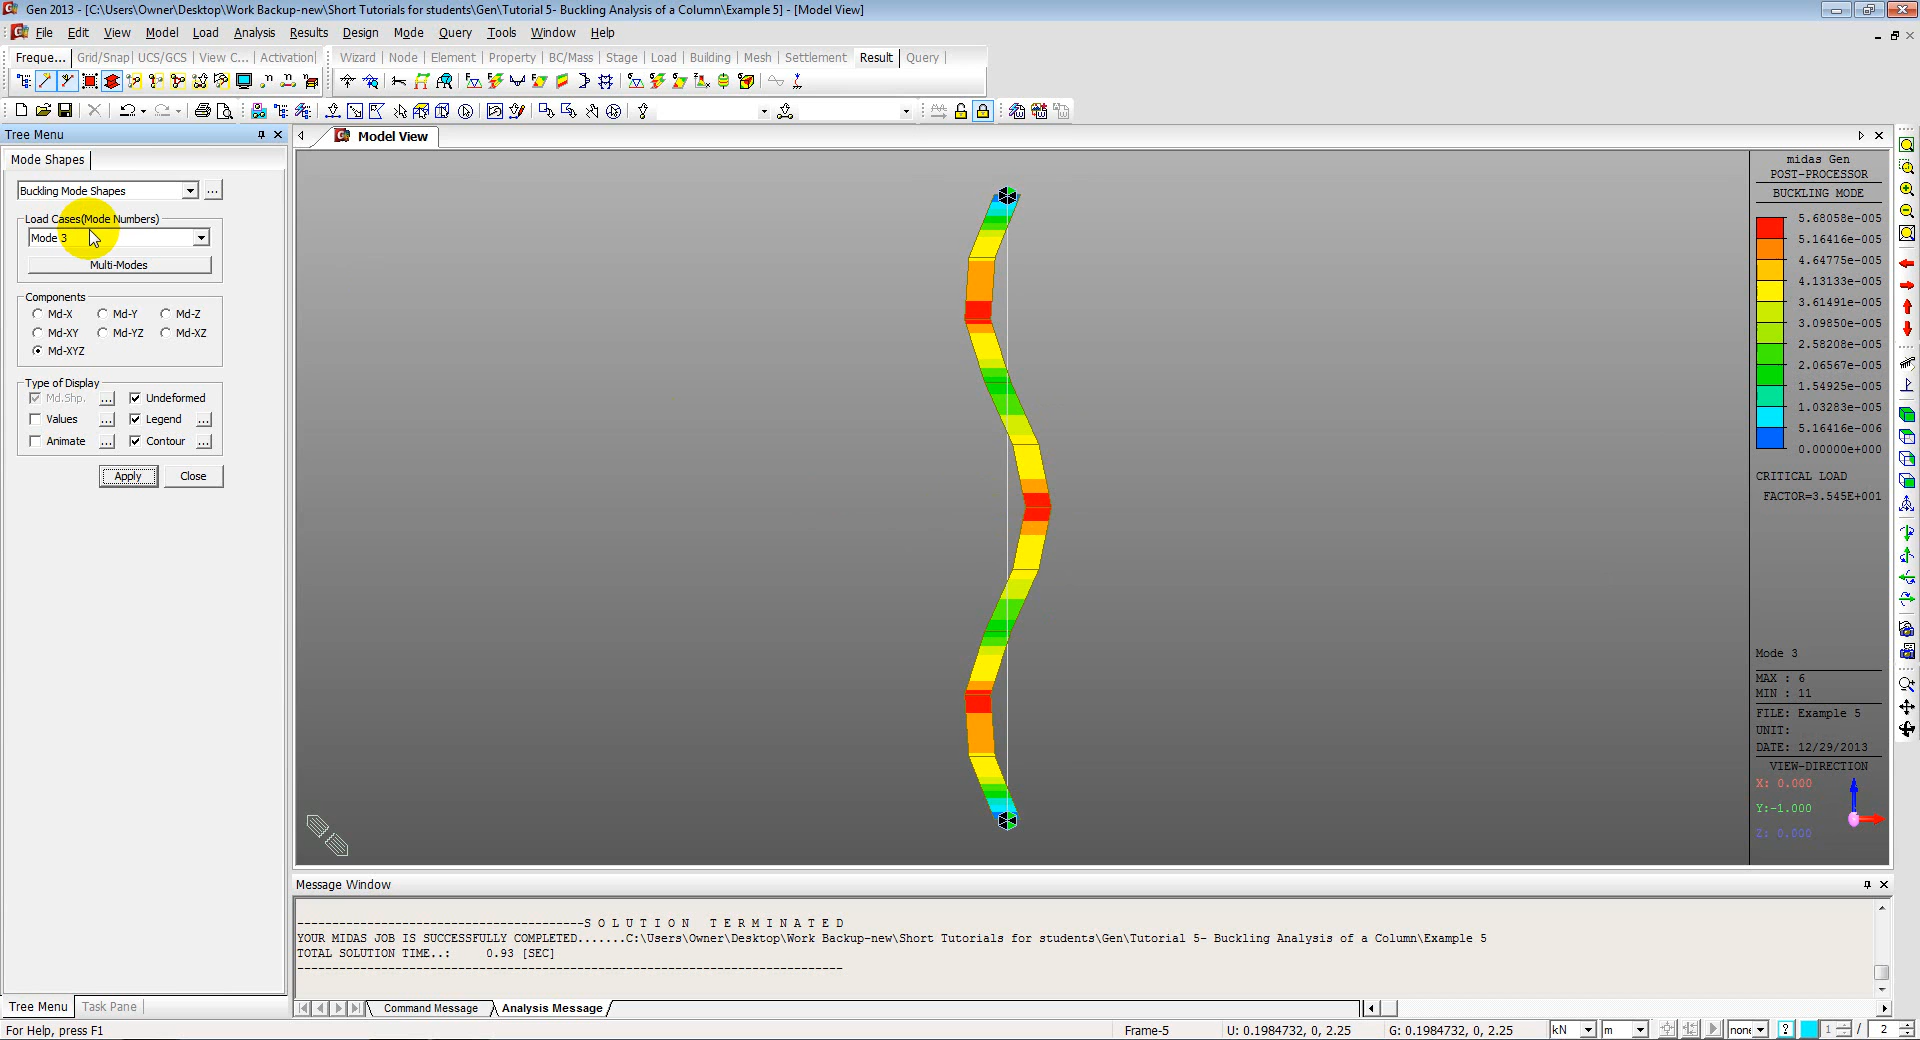 Gen 2013 - [C:\Users\Owner\Desktop\Work Backup-new\Short Tutorials for students\Gen\Tutorial 5- Buckling Analysis of a Column\Example 5] - [Model View]
File Edit View Model Load Analysis Results Design Mode Query Tools Window Help
Freque... Grid/Snap UCS/GCS View C... Activation Wizard Node Element Property BC/Mass Stage Load Building Mesh Settlement Result Query
Tree Menu
Model View
Mode Shapes
Buckling Mode Shapes ...
Load Cases(Mode Numbers)
Mode 3
Multi-Modes
Components
Md-X Md-Y Md-Z
Md-XY Md-YZ Md-XZ
Md-XYZ
Type of Display
Md.Shp. ... Undeformed
Values ... Legend ...
Animate ... Contour ...
Apply Close
midas Gen
POST-PROCESSOR
BUCKLING MODE
5.68058e-005
5.16416e-005
4.64775e-005
4.13133e-005
3.61491e-005
3.09850e-005
2.58208e-005
2.06567e-005
1.54925e-005
1.03283e-005
5.16416e-006
0.00000e+000
CRITICAL LOAD
FACTOR=3.545E+001
Mode 3
MAX : 6
MIN : 11
FILE: Example 5
UNIT:
DATE: 12/29/2013
VIEW-DIRECTION
X: 0.000
Y:-1.000
Z: 0.000
Message Window
---------------------------------------S O L U T I O N   T E R M I N A T E D
YOUR MIDAS JOB IS SUCCESSFULLY COMPLETED.......C:\Users\Owner\Desktop\Work Backup-new\Short Tutorials for students\Gen\Tutorial 5- Buckling Analysis of a Column\Example 5
TOTAL SOLUTION TIME..: 0.93 [SEC]
------------------------------------------------------------------------------
Tree Menu Task Pane
Command Message Analysis Message
For Help, press F1
Frame-5 U: 0.1984732, 0, 2.25 G: 0.1984732, 0, 2.25 kN m none ? 1 / 2